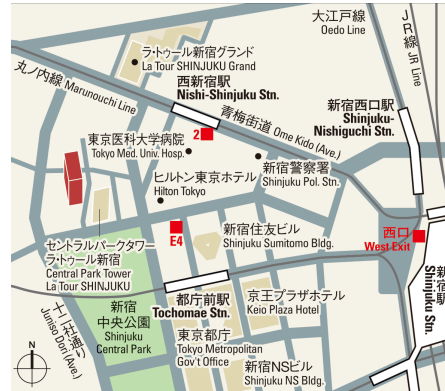 大江戸線
Oedo Line
JR線
JR Line
ラ・トゥール新宿グランド
La Tour SHINJUKU Grand
丸ノ内線 Marunouchi Line
西新宿駅
Nishi-Shinjuku Stn.
青梅街道 Ome Kido (Ave.)
新宿西口駅
Shinjuku-
Nishiguchi Stn.
2
東京医科大学病院
Tokyo Med. Univ. Hosp.
新宿警察署
Shinjuku Pol. Stn.
ヒルトン東京ホテル
Hilton Tokyo
E4
新宿住友ビル
Shinjuku Sumitomo Bldg.
西口
West Exit
セントラルパークタワー
ラ・トゥール新宿
Central Park Tower
La Tour SHINJUKU
新宿駅
Shinjuku Stn.
都庁前駅
Tochomae Stn.
京王プラザホテル
Keio Plaza Hotel
新宿
中央公園
Shinjuku
Central Park
十二社通り
Juniso Dori (Ave.)
東京都庁
Tokyo Metropolitan
Gov't Office
新宿NSビル
Shinjuku NS Bldg.
N